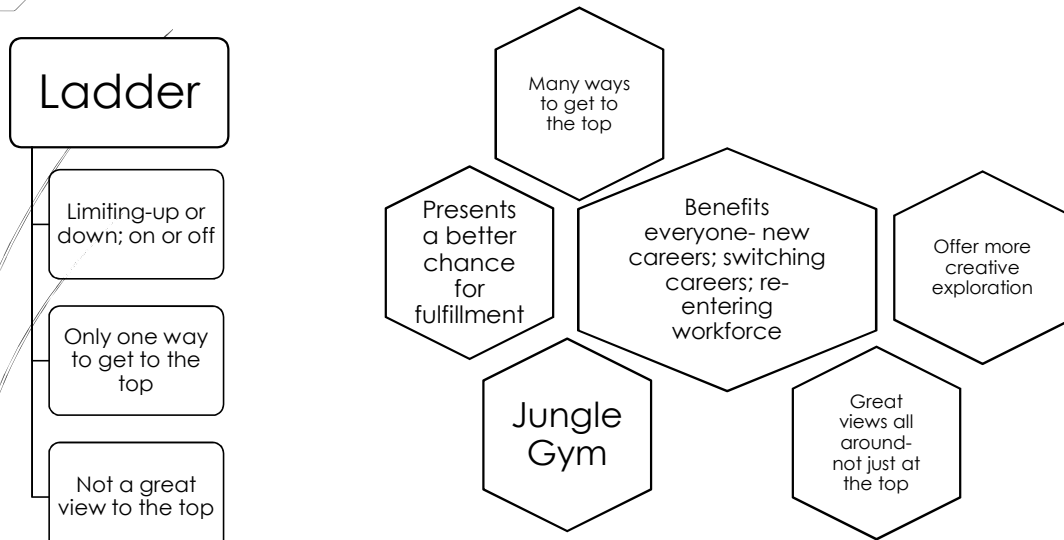 Ladder
Limiting-up or
down; on or off
Only one way
to get to the
top
Not a great
view to the top
Many ways
to get to
the top
Presents
a better
chance
for
fulfillment
Benefits
everyone- new
careers; switching
careers; re-
entering
workforce
Offer more
creative
exploration
Jungle
Gym
Great
views all
around-
not just at
the top